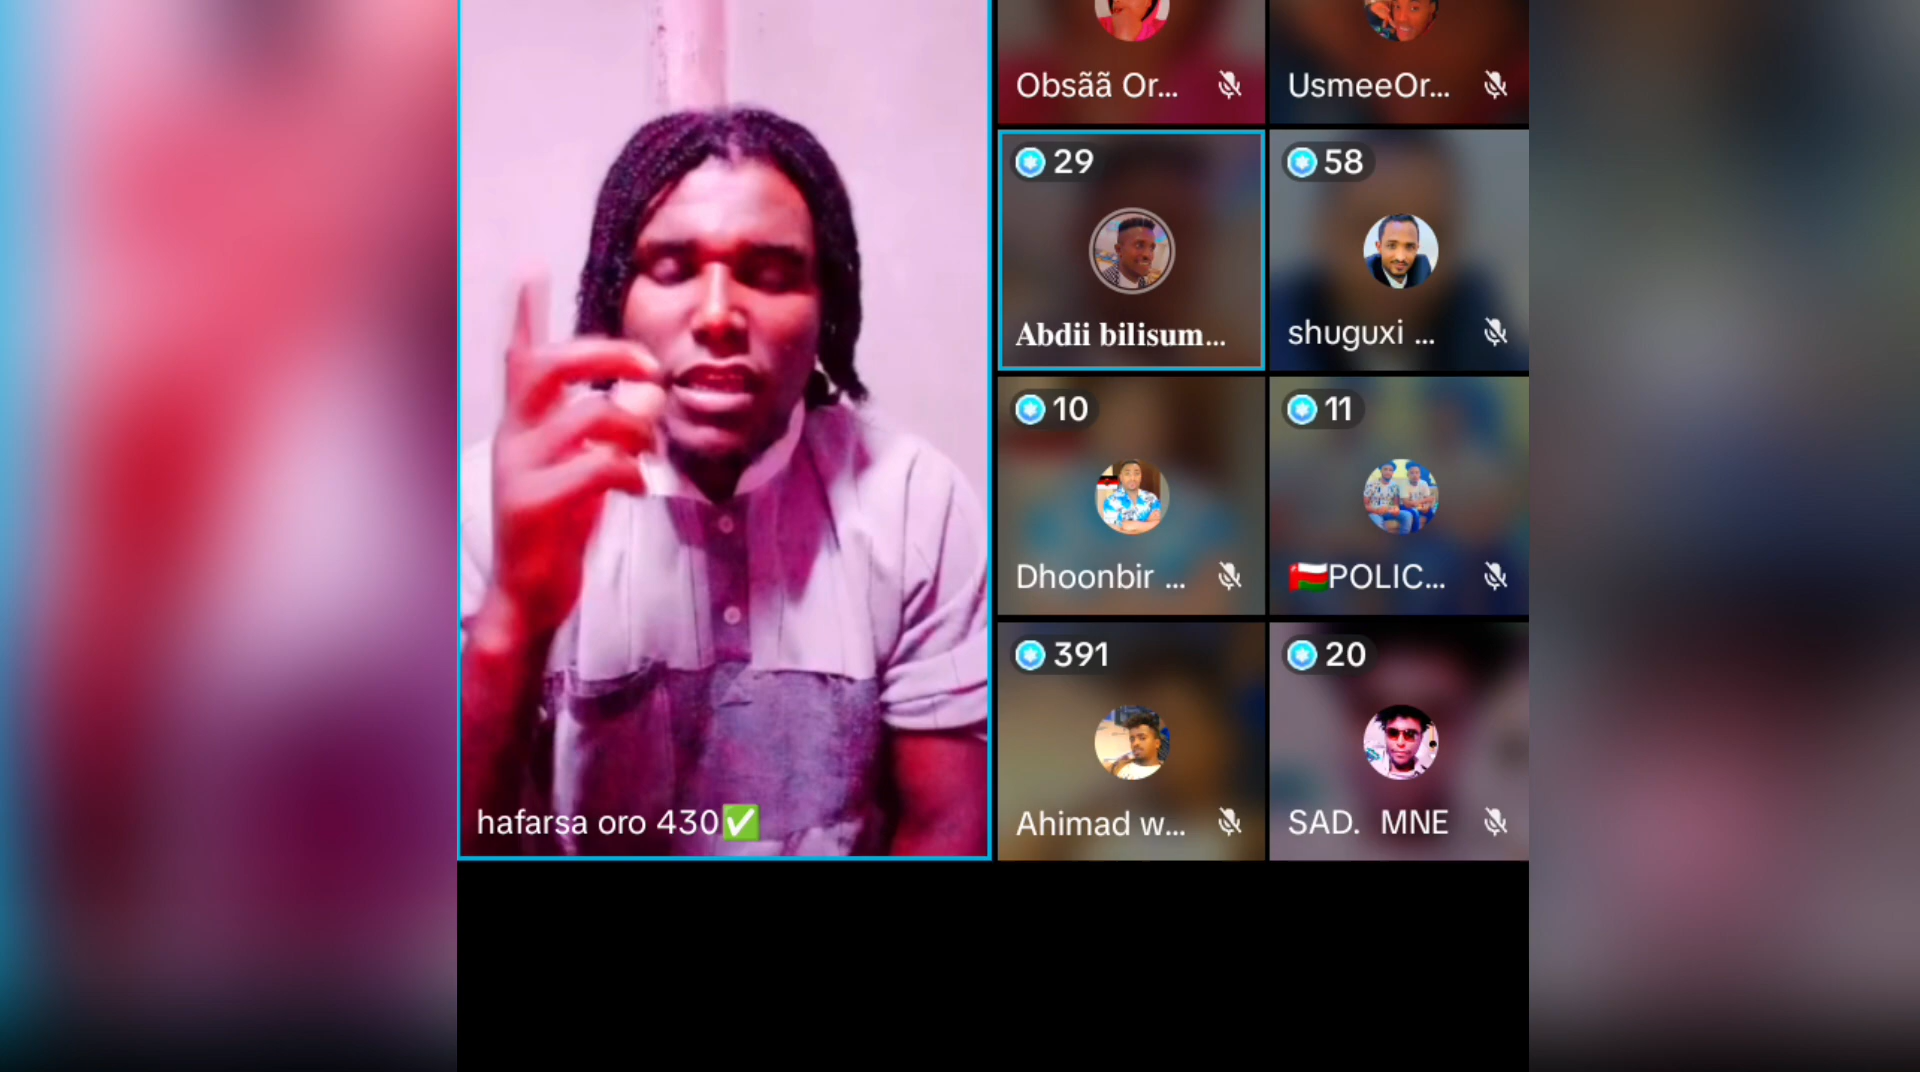 Obsãã Or...
UsmeeOr...
29
58
𝐀𝐛𝐝𝐢𝐢 𝐛𝐢𝐥𝐢𝐬𝐮𝐦...
shuguxi ...
10
11
Dhoonbir ...
🇴🇲POLIC...
391
20
hafarsa oro 430✅
Ahimad w...
SAD. MNE